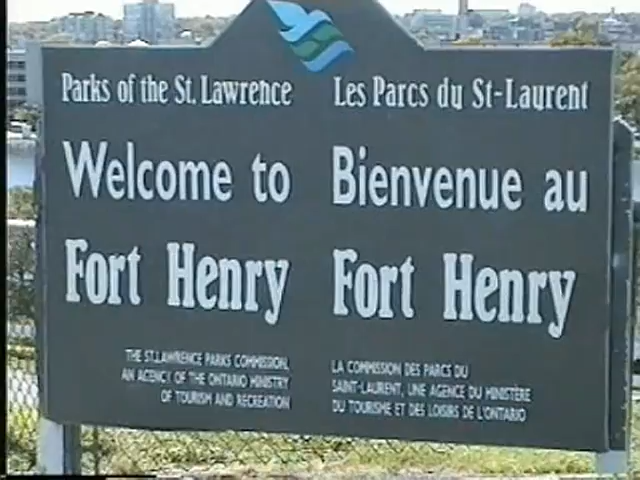 Parks of the St. Lawrence
Welcome to
Fort Henry
THE ST.LAWRENCE PARKS COMMISSION,
AN AGENCY OF THE ONTARIO MINISTRY
OF TOURISM AND RECREATION
Les Parcs du St-Laurent
Bienvenue au
Fort Henry
LA COMMISSION DES PARCS DU
SAINT-LAURENT, UNE AGENCE DU MINISTÈRE
DU TOURISME ET DES LOISIRS DE L'ONTARIO